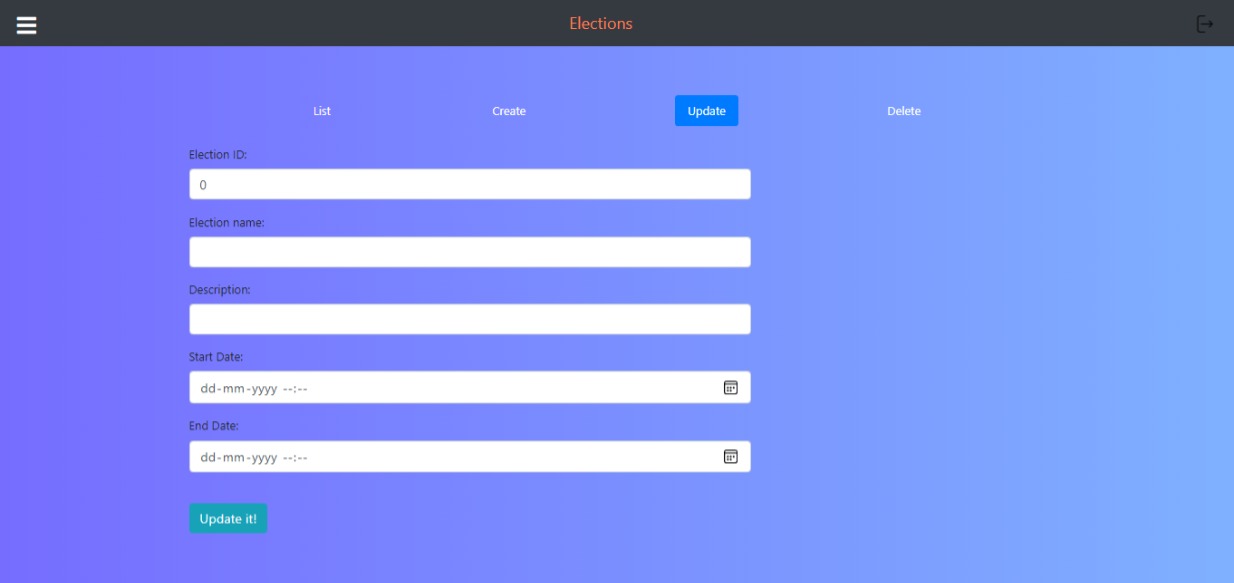 Elections
List Create Update Delete
Election ID:
0
Election name:
Description:
Start Date:
dd-mm-yyyy --:--
End Date:
dd-mm-yyyy --:--
Update it!